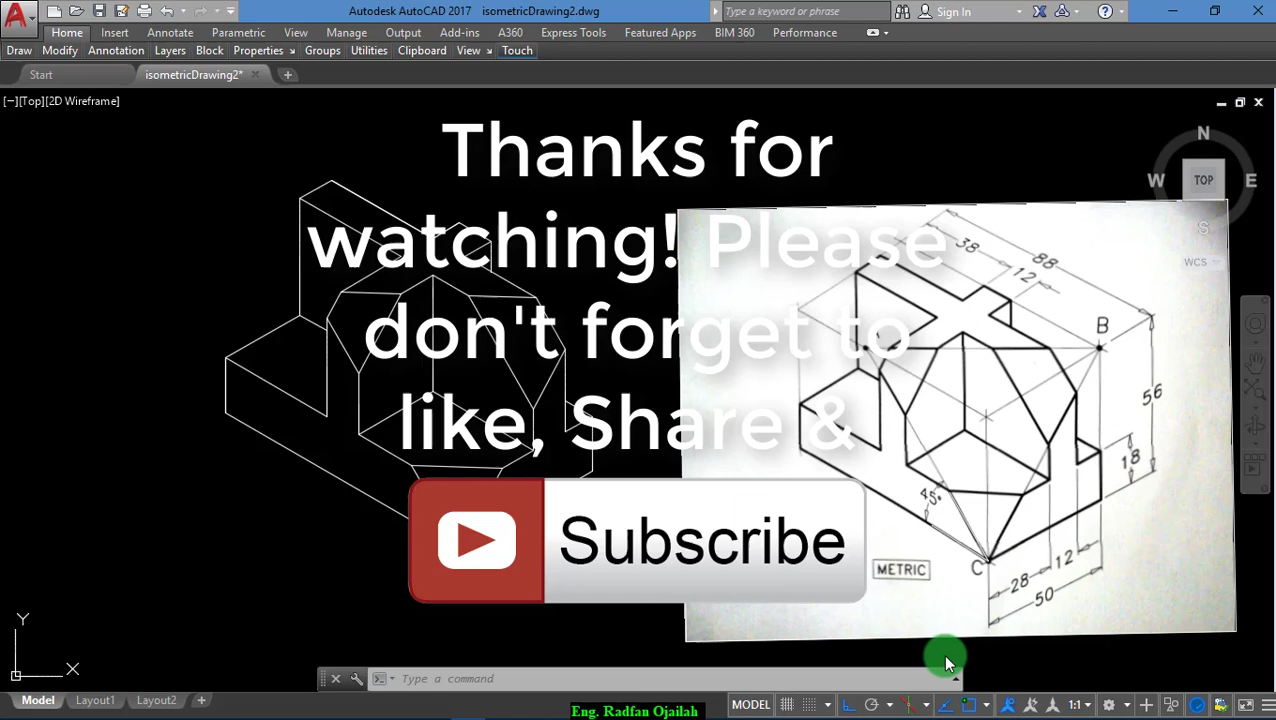 Autodesk AutoCAD 2017 isometricDrawing2.dwg
Type a keyword or phrase
Sign In
Home Insert Annotate Parametric View Manage Output Add-ins A360 Express Tools Featured Apps BIM 360 Performance
Draw Modify Annotation Layers Block Properties Groups Utilities Clipboard View Touch
Start isometricDrawing2*
[−][Top][2D Wireframe]
N
W TOP E
S
WCS
Thanks for
watching! Please
don't forget to
like, Share &
Subscribe
38
88
12
B
56
18
45°
C
METRIC
28
12
50
Y
X
Type a command
Model Layout1 Layout2
MODEL
1:1
Eng. Radfan Ojailah